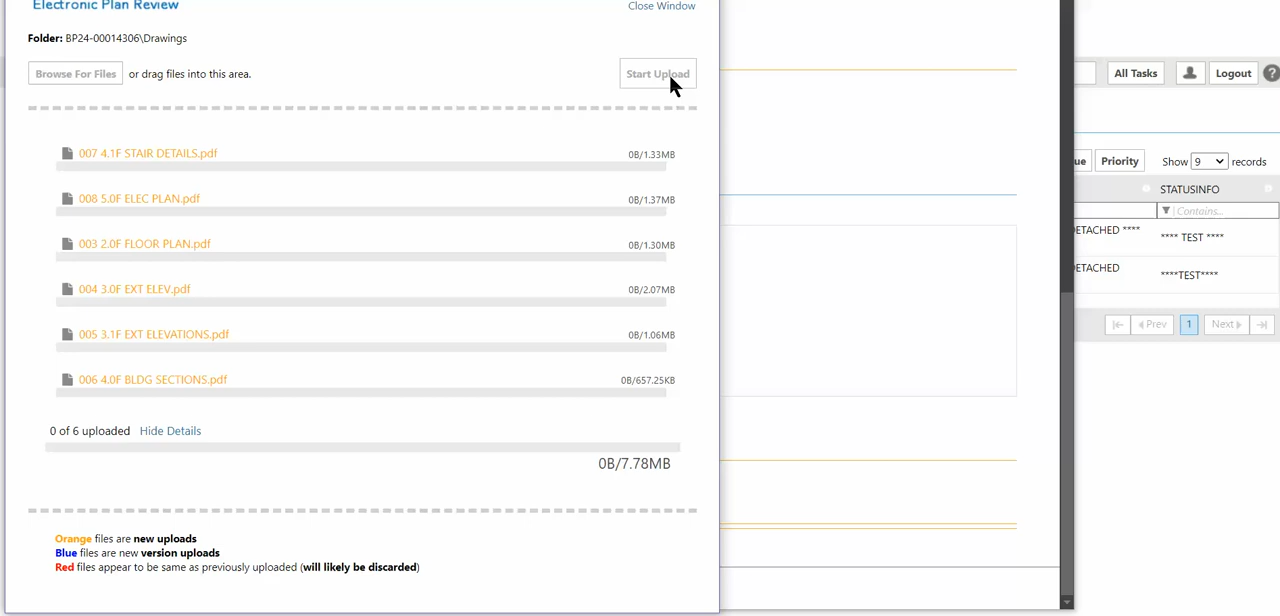 Electronic Plan Review
Close Window
Folder: BP24-00014306\Drawings
Browse For Files or drag files into this area.
Start Upload
007 4.1F STAIR DETAILS.pdf 0B/1.33MB
008 5.0F ELEC PLAN.pdf 0B/1.37MB
003 2.0F FLOOR PLAN.pdf 0B/1.30MB
004 3.0F EXT ELEV.pdf 0B/2.07MB
005 3.1F EXT ELEVATIONS.pdf 0B/1.06MB
006 4.0F BLDG SECTIONS.pdf 0B/657.25KB
0 of 6 uploaded Hide Details
0B/7.78MB
Orange files are new uploads
Blue files are new version uploads
Red files appear to be same as previously uploaded (will likely be discarded)
All Tasks Logout ?
ue Priority Show 9 records
STATUSINFO
Contains...
DETACHED **** **** TEST ****
ETACHED ****TEST****
Prev 1 Next